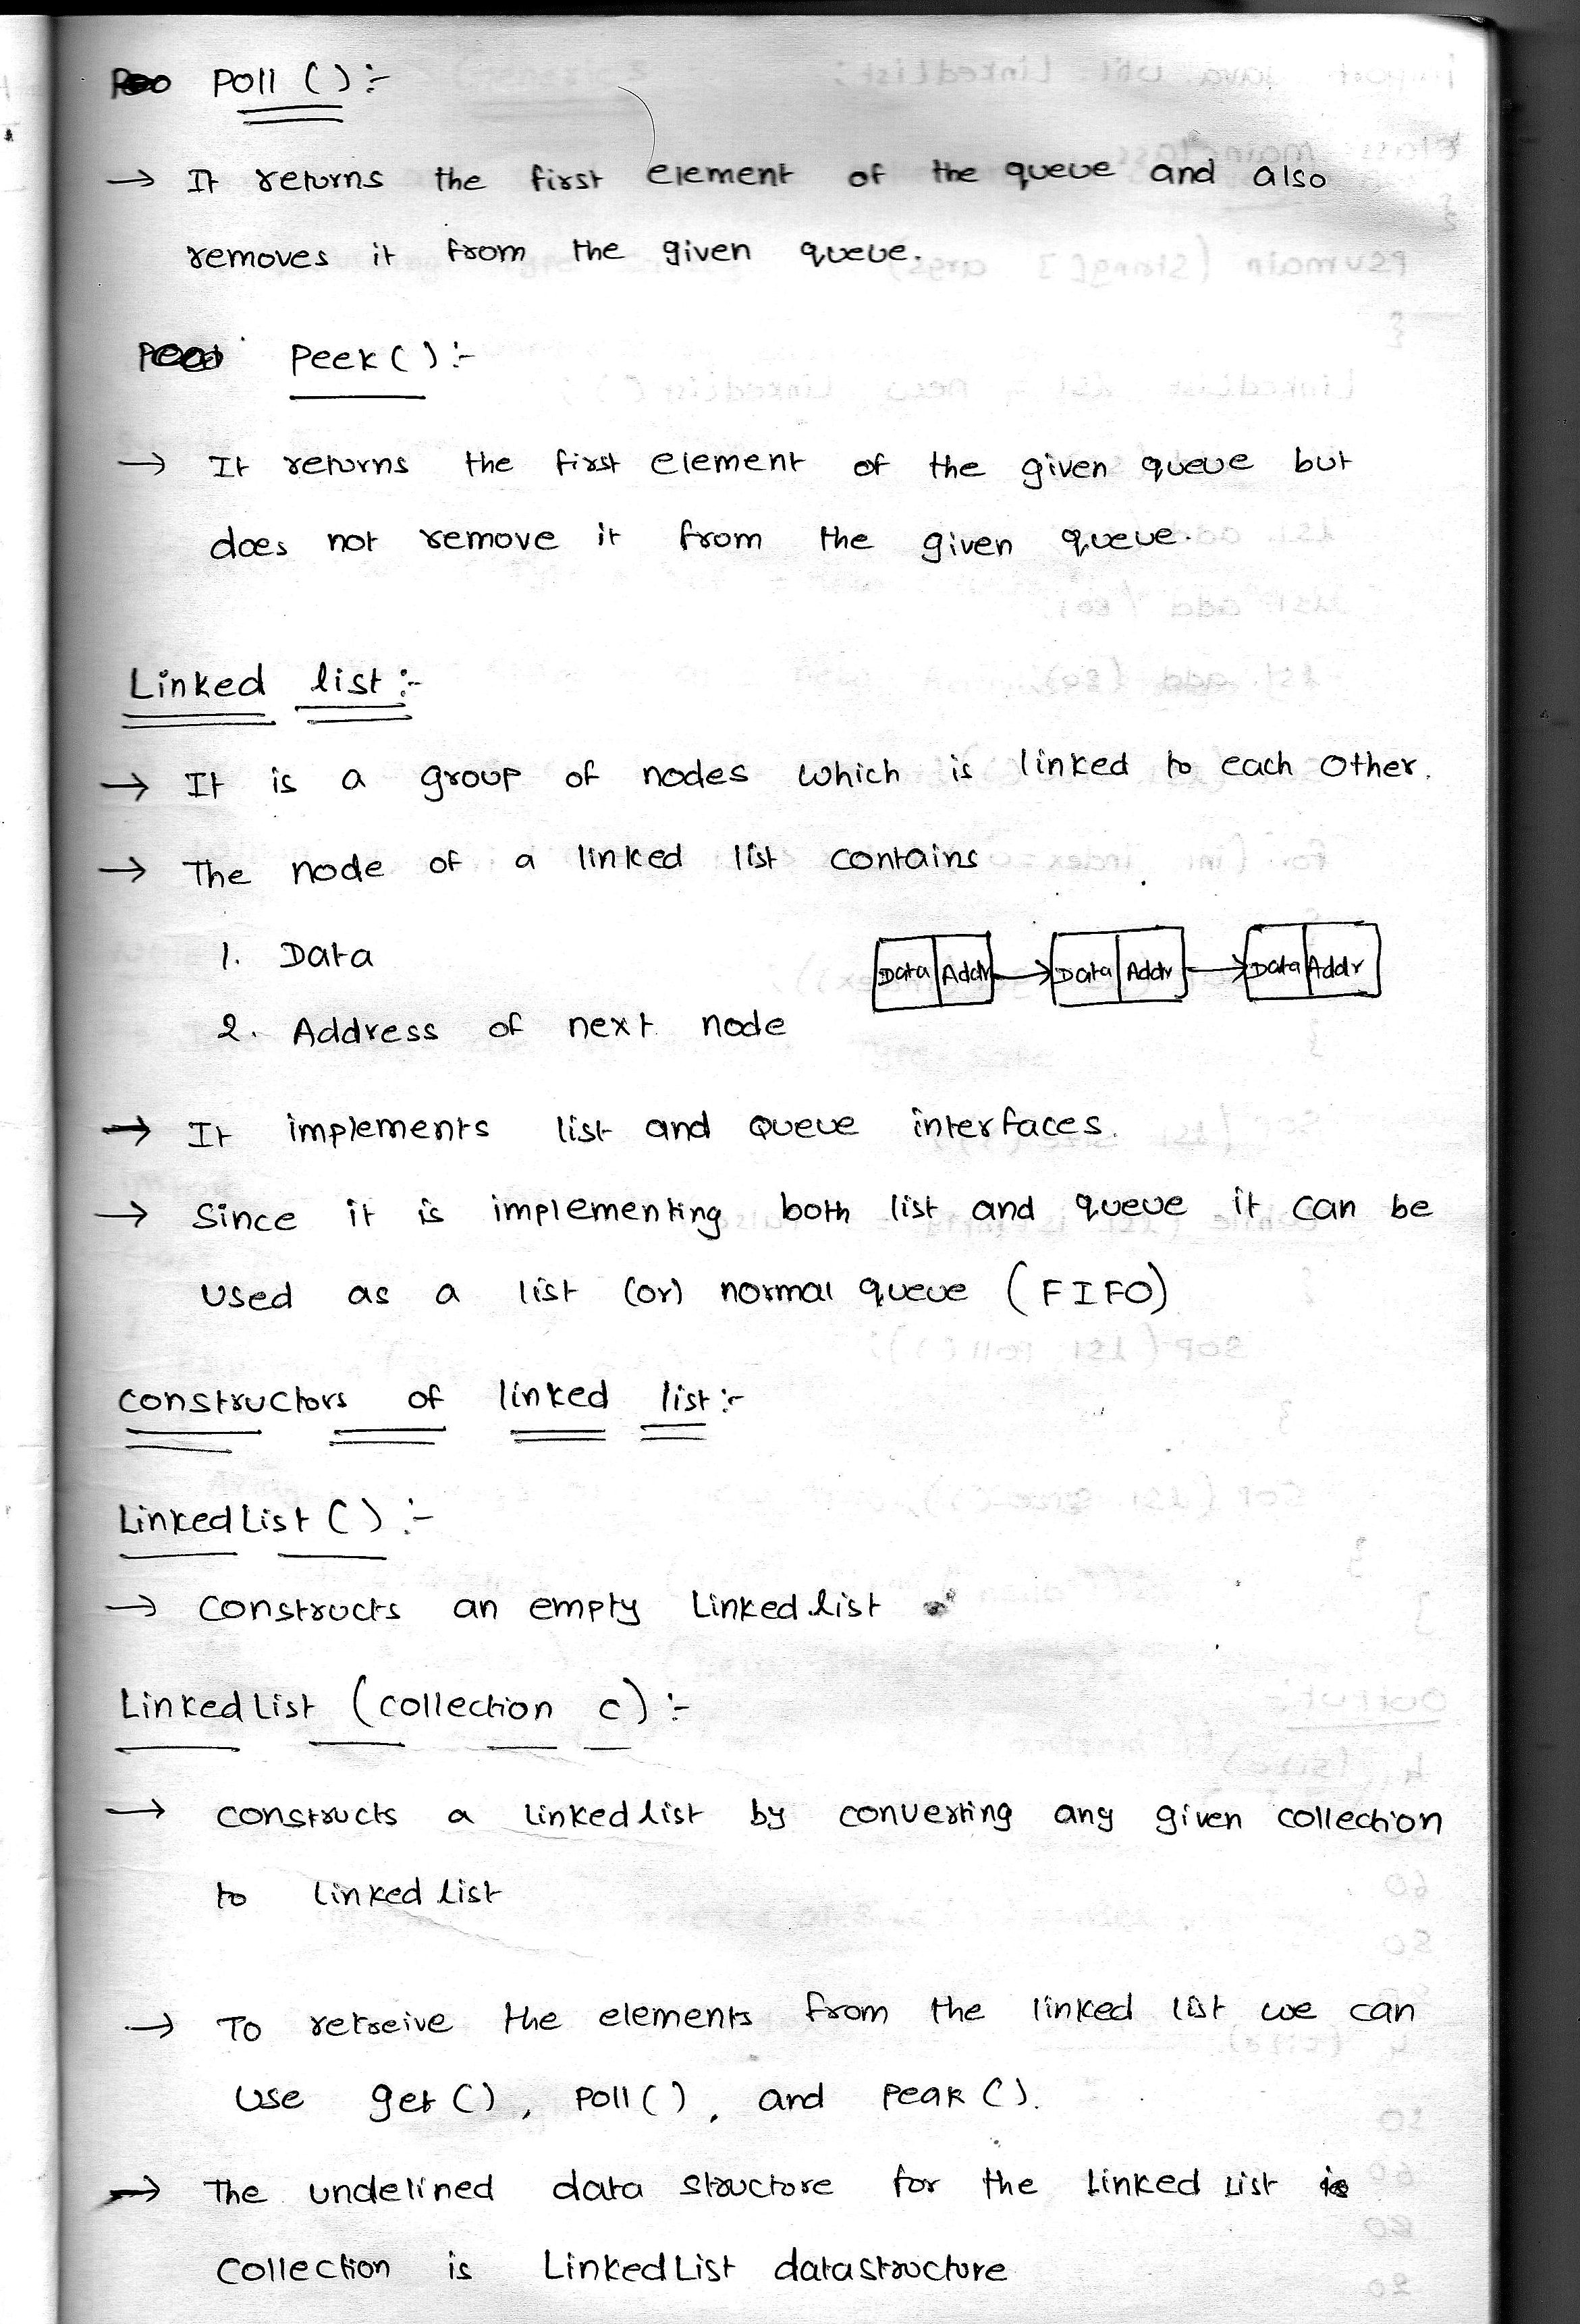 Poll () :-
→ It returns the first element of the queue and also
removes it from the given queue.
Peek ( ) :-
→ It returns the first element of the given queue but
does not remove it from the given queue.
Linked list :-
→ It is a group of nodes which is linked to each other.
→ The node of a linked list contains
1. Data
Data Addr → Data Addr → Data Addr
2. Address of next node
→ It implements list and Queue interfaces.
→ Since it is implementing both list and queue it can be
used as a list (or) normal queue (FIFO)
constructors of linked list :-
Linked List () :-
→ constructs an empty Linked list
Linked List (collection c) :-
→ constructs a linked list by converting any given collection
to linked list
→ To retreive the elements from the linked list we can
use get (), poll (), and peak ().
→ The undelined data structure for the Linked List
collection is Linked List datastructure